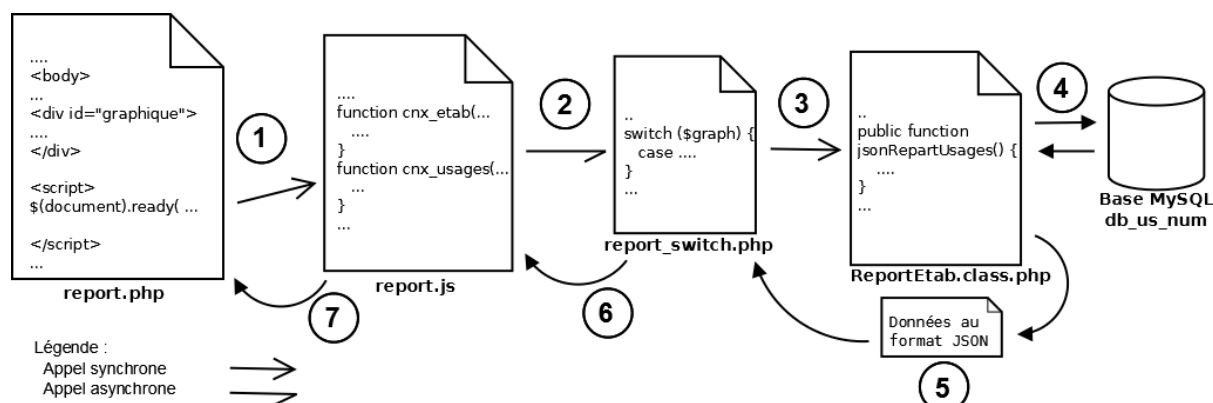 ....
<body>
...
<div id="graphique">
....
</div>
<script>
$(document).ready( ...
</script>
...
report.php
1
....
function cnx_etab(...
....
}
function cnx_usages(...
...
}
...
report.js
2
..
switch ($graph) {
case ....
}
...
report_switch.php
3
..
public function
jsonRepartUsages() {
....
}
...
ReportEtab.class.php
4
Base MySQL
db_us_num
Données au
format JSON
5
6
7
Légende :
Appel synchrone
Appel asynchrone